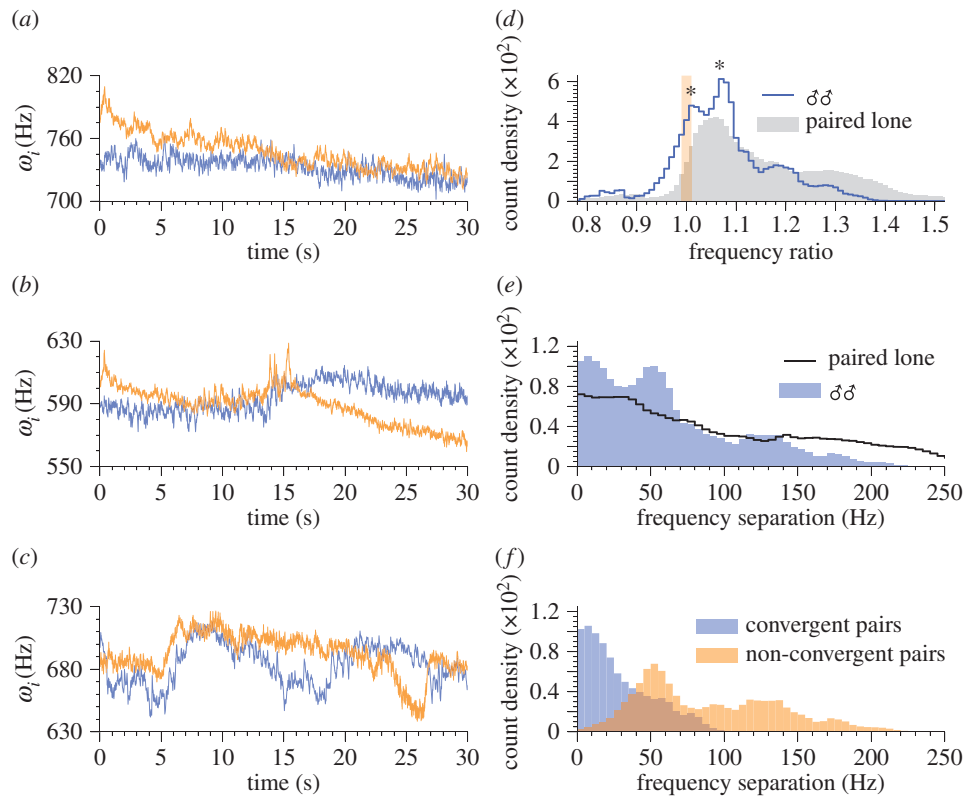 (a)
820
760
700
ωi (Hz)
0 5 10 15 20 25 30
time (s)
(b)
630
590
550
ωi (Hz)
0 5 10 15 20 25 30
time (s)
(c)
730
680
630
ωi (Hz)
0 5 10 15 20 25 30
time (s)
(d)
count density (×10²)
6
4
2
0
* *
♂♂
paired lone
0.8 0.9 1.0 1.1 1.2 1.3 1.4 1.5
frequency ratio
(e)
count density (×10²)
1.2
0.8
0.4
0
paired lone
♂♂
0 50 100 150 200 250
frequency separation (Hz)
(f)
count density (×10²)
1.2
0.8
0.4
0
convergent pairs
non-convergent pairs
0 50 100 150 200 250
frequency separation (Hz)